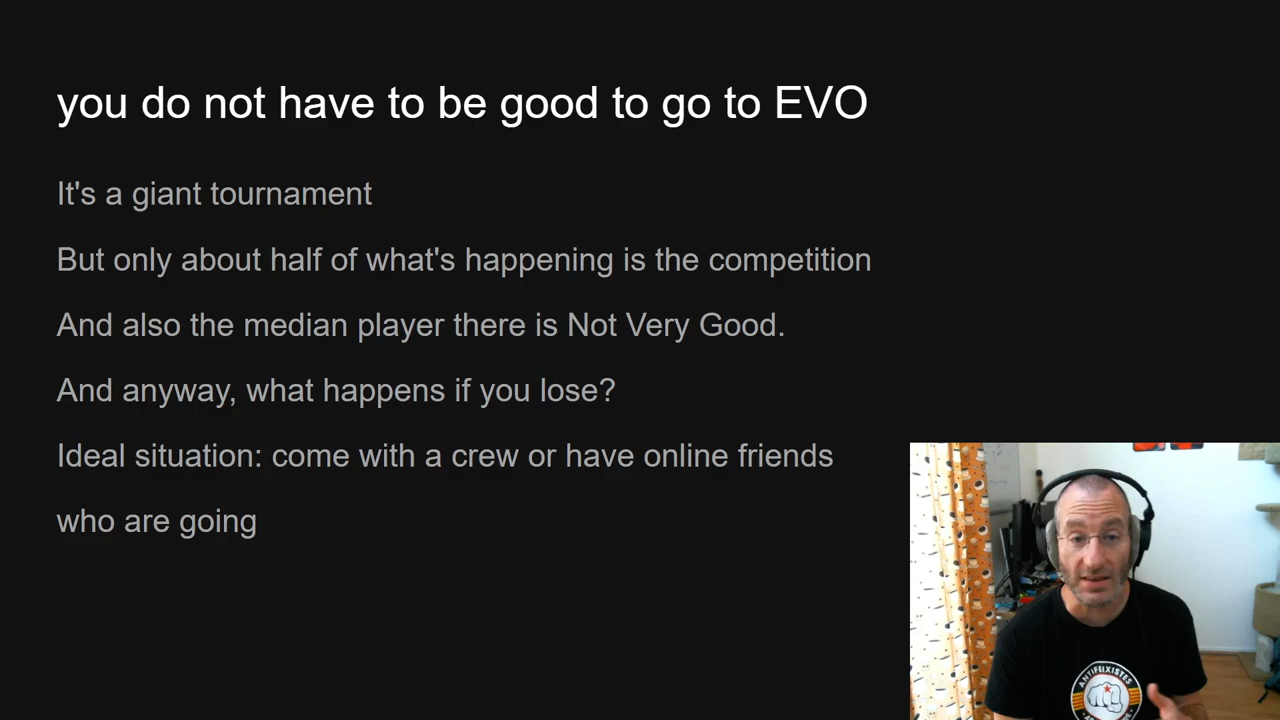 you do not have to be good to go to EVO
It's a giant tournament
But only about half of what's happening is the competition
And also the median player there is Not Very Good.
And anyway, what happens if you lose?
Ideal situation: come with a crew or have online friends
who are going
ANTIFEIXISTES